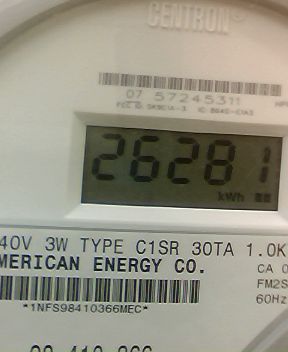 CENTRON
07 57245311
26281
kWh
40V 3W TYPE C1SR 30TA 1.0K
MERICAN ENERGY CO.
CA 0
FM2S
60Hz
*1NFS98410366MEC*